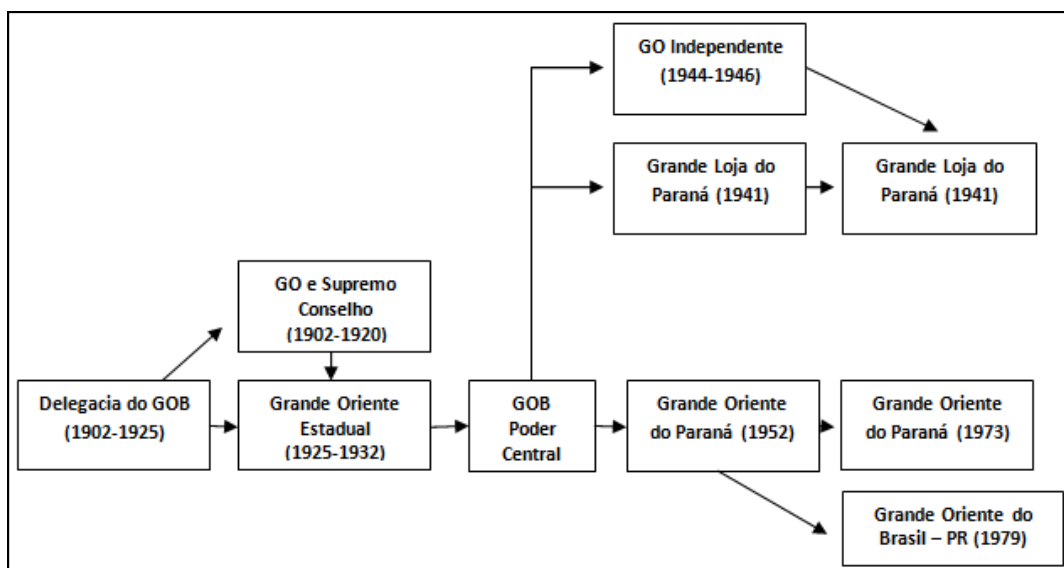 GO Independente
(1944-1946)
Grande Loja do
Paraná (1941)
Grande Loja do
Paraná (1941)
GO e Supremo
Conselho
(1902-1920)
Delegacia do GOB
(1902-1925)
Grande Oriente
Estadual
(1925-1932)
GOB
Poder
Central
Grande Oriente
do Paraná (1952)
Grande Oriente
do Paraná (1973)
Grande Oriente do
Brasil – PR (1979)